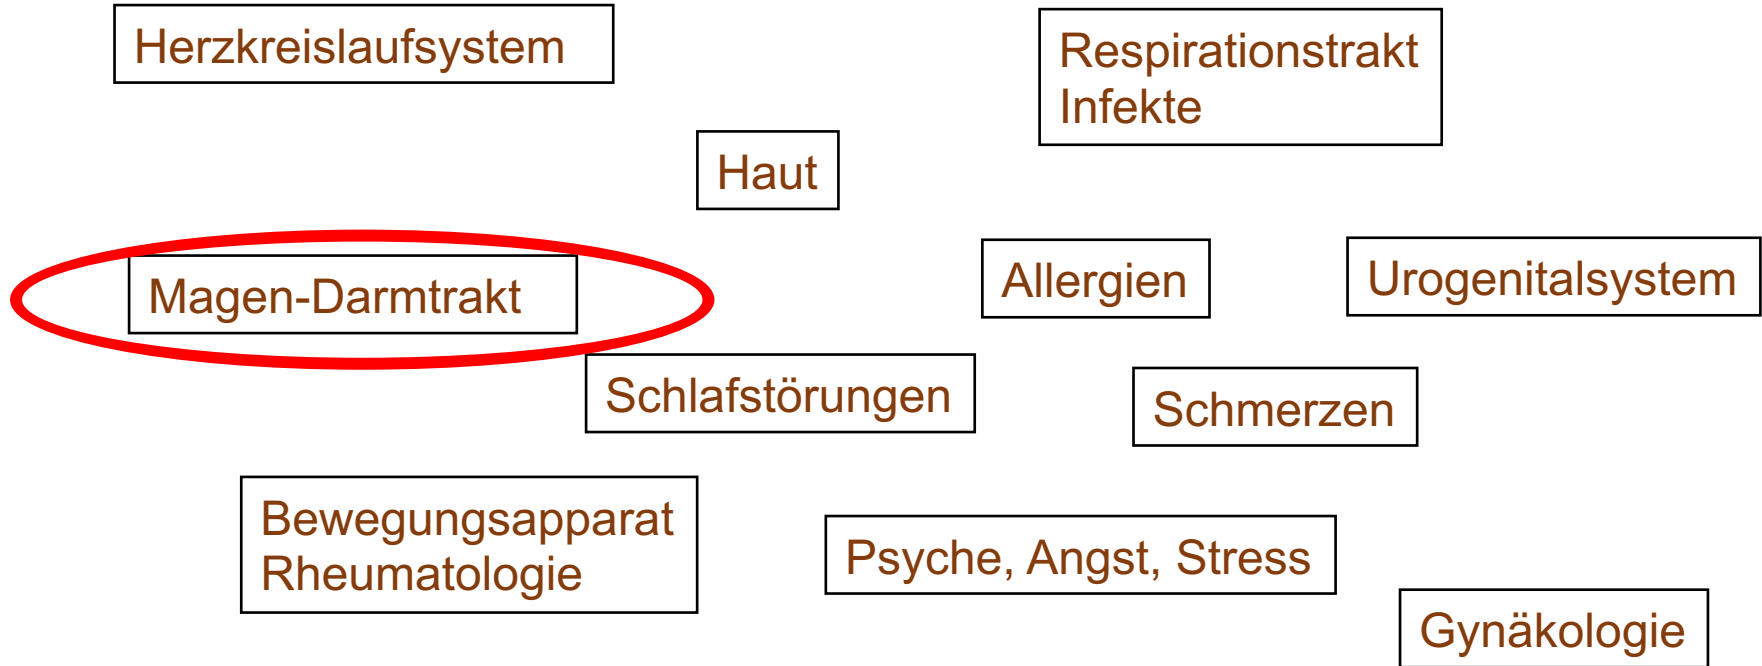 Herzkreislaufsystem
Respirationstrakt
Infekte
Haut
Magen-Darmtrakt
Allergien
Urogenitalsystem
Schlafstörungen
Schmerzen
Bewegungsapparat
Rheumatologie
Psyche, Angst, Stress
Gynäkologie